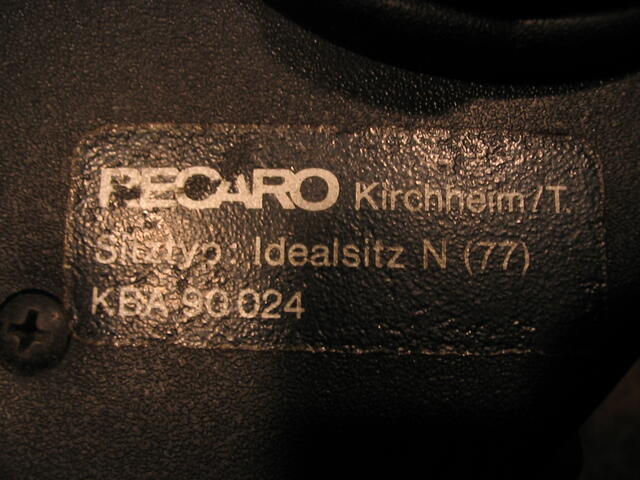 RECARO Kirchheim/T.
Sitztyp: Idealsitz N (77)
KBA 90 024